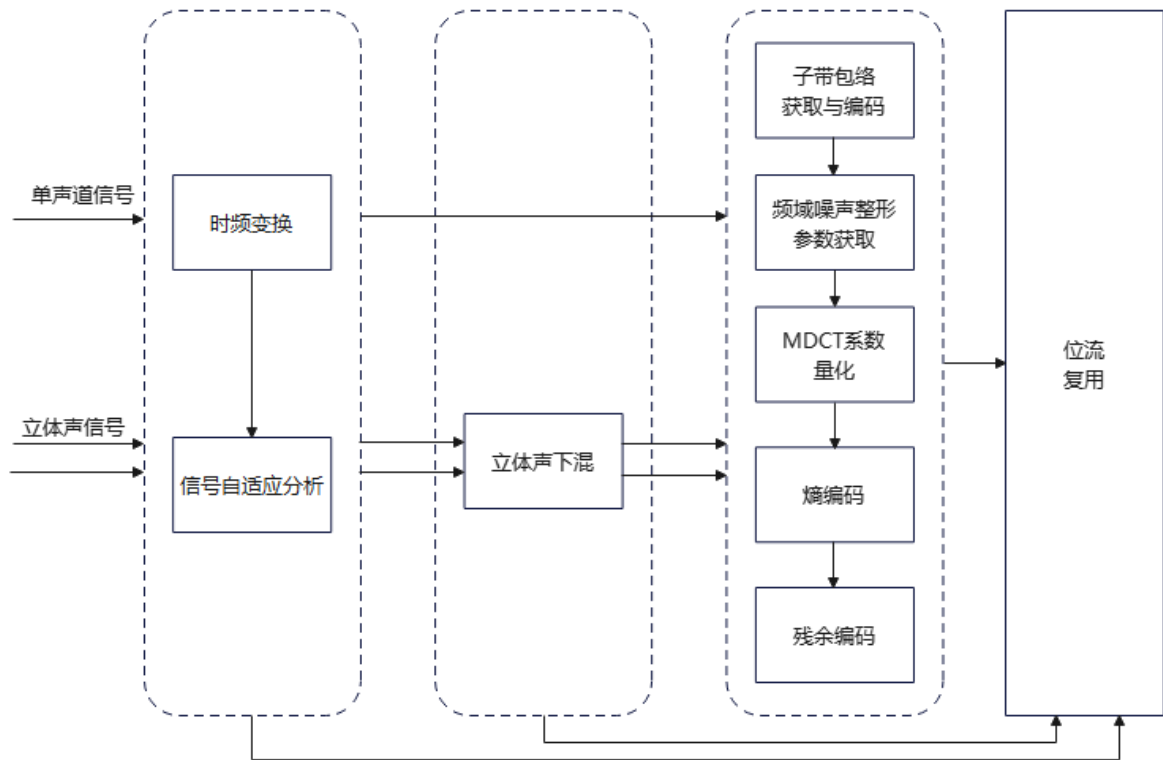 单声道信号
时频变换
立体声信号
信号自适应分析
立体声下混
子带包络
获取与编码
频域噪声整形
参数获取
MDCT系数
量化
熵编码
残余编码
位流
复用